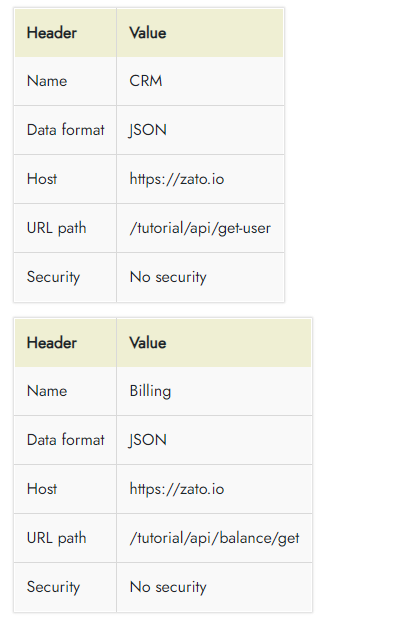 Header Value
Name CRM
Data format JSON
Host https://zato.io
URL path /tutorial/api/get-user
Security No security
Header Value
Name Billing
Data format JSON
Host https://zato.io
URL path /tutorial/api/balance/get
Security No security